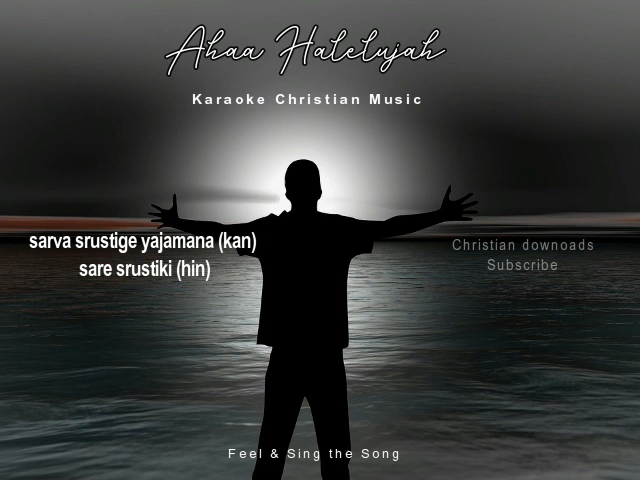 Ahaa Halelujah
Karaoke Christian Music
sarva srustige yajamana (kan)
sare srustiki (hin)
Christian downoads
Subscribe
Feel & Sing the Song